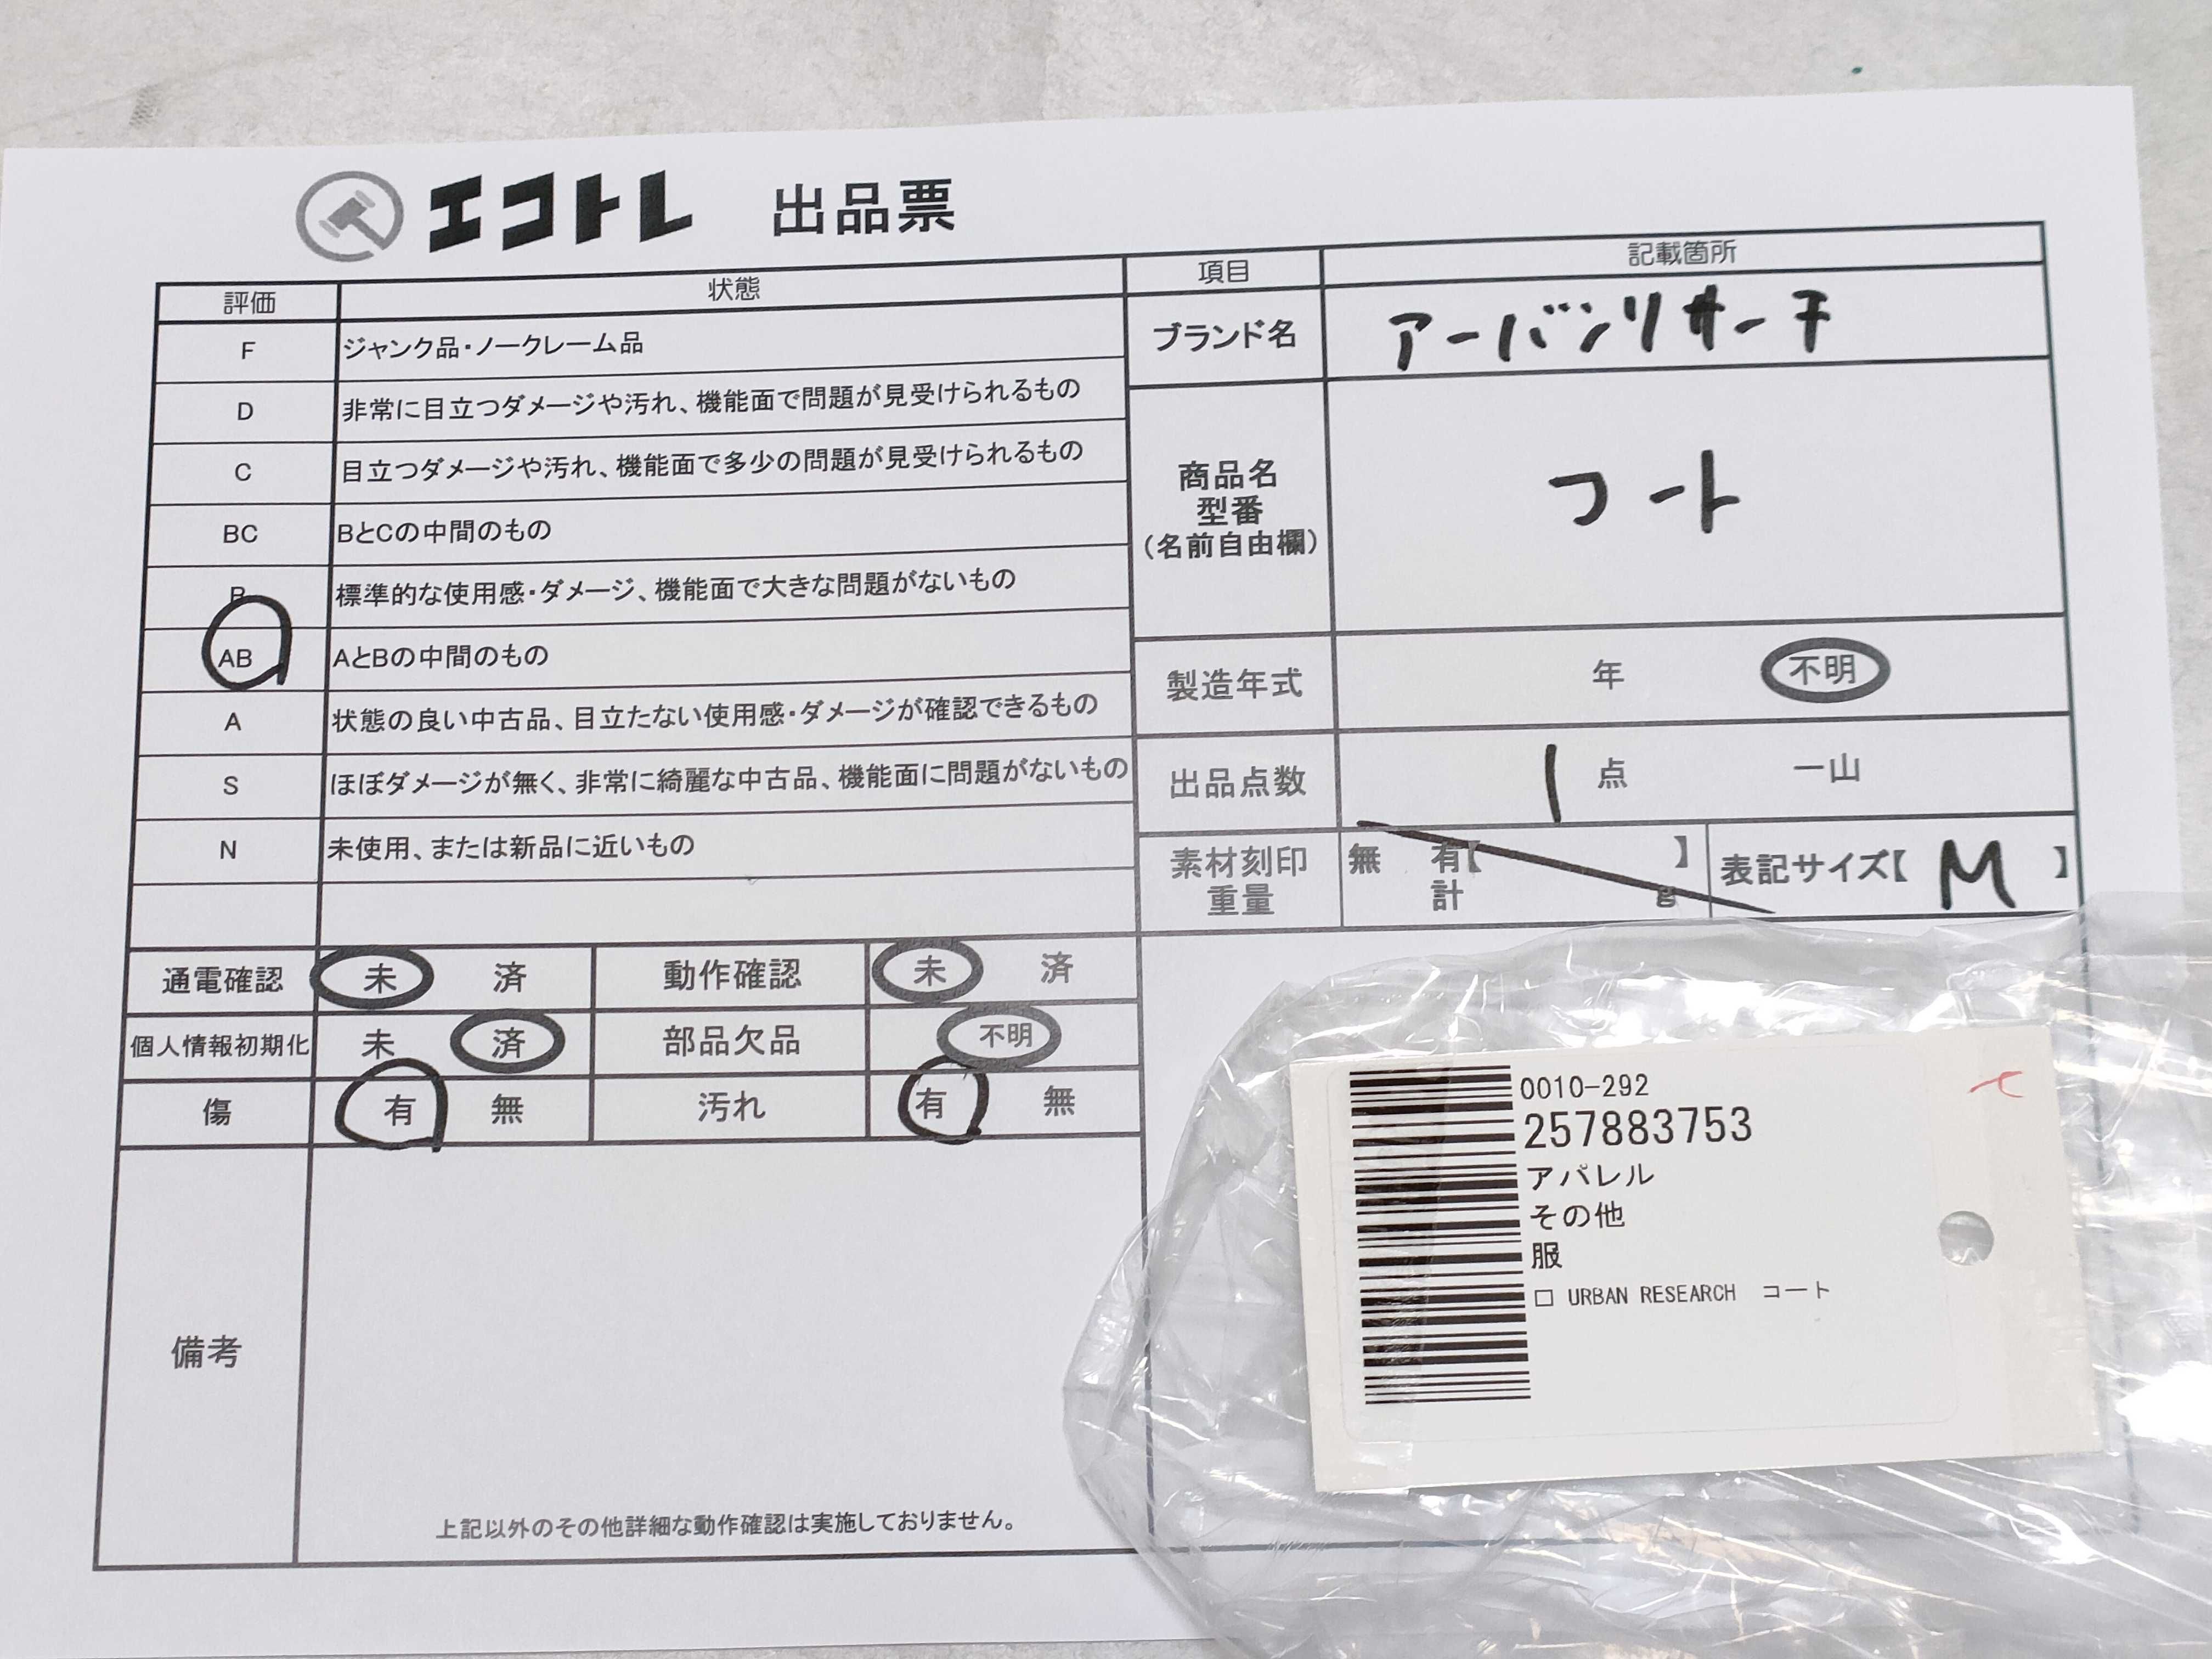 エコトレ 出品票
評価 状態
F ジャンク品・ノークレーム品
D 非常に目立つダメージや汚れ、機能面で問題が見受けられるもの
C 目立つダメージや汚れ、機能面で多少の問題が見受けられるもの
BC BとCの中間のもの
B 標準的な使用感・ダメージ、機能面で大きな問題がないもの
AB AとBの中間のもの
A 状態の良い中古品、目立たない使用感・ダメージが確認できるもの
S ほぼダメージが無く、非常に綺麗な中古品、機能面に問題がないもの
N 未使用、または新品に近いもの
通電確認 未 済 動作確認 未 済
個人情報初期化 未 済 部品欠品 不明
傷 有 無 汚れ 有 無
備考
上記以外のその他詳細な動作確認は実施しておりません。
項目 記載箇所
ブランド名 アーバンリサーチ
商品名
型番
(名前自由欄)
コート
製造年式 年 不明
出品点数 1 点 一山
素材刻印 無 有【 】
重量 計 g
表記サイズ【 M 】
0010-292
257883753
アパレル
その他
服
□ URBAN RESEARCH コート